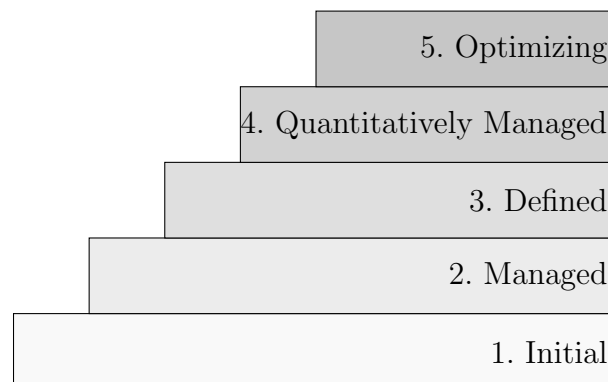 5. Optimizing
4. Quantitatively Managed
3. Defined
2. Managed
1. Initial